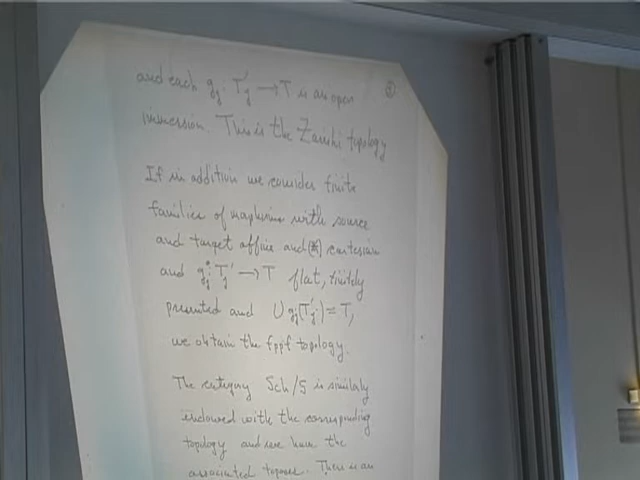 and each g_j: T'_j → T is an open ②
immersion. This is the Zariski topology
If in addition we consider finite
families of morphisms with source
and target affine and (*) cartesian
and g_j: T'_j → T flat, finitely
presented and ∪ g_j(T'_j) = T,
we obtain the fppf topology.
The category Sch/S is similarly
endowed with the corresponding
topology and we have the
associated toposes. There is an